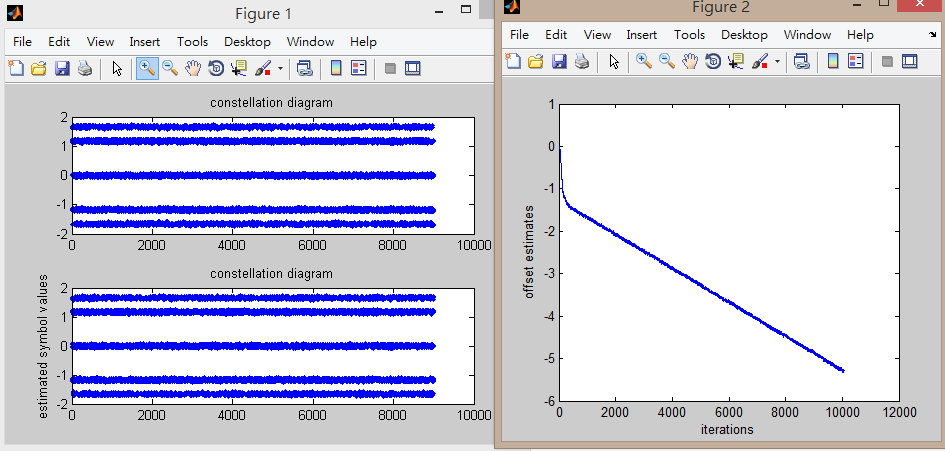 Figure 1
File Edit View Insert Tools Desktop Window Help
constellation diagram
2
1
0
-1
-2
0 2000 4000 6000 8000 10000
constellation diagram
estimated symbol values
2
1
0
-1
-2
0 2000 4000 6000 8000 10000
Figure 2
File Edit View Insert Tools Desktop Window Help
offset estimates
1
0
-1
-2
-3
-4
-5
-6
0 2000 4000 6000 8000 10000 12000
iterations